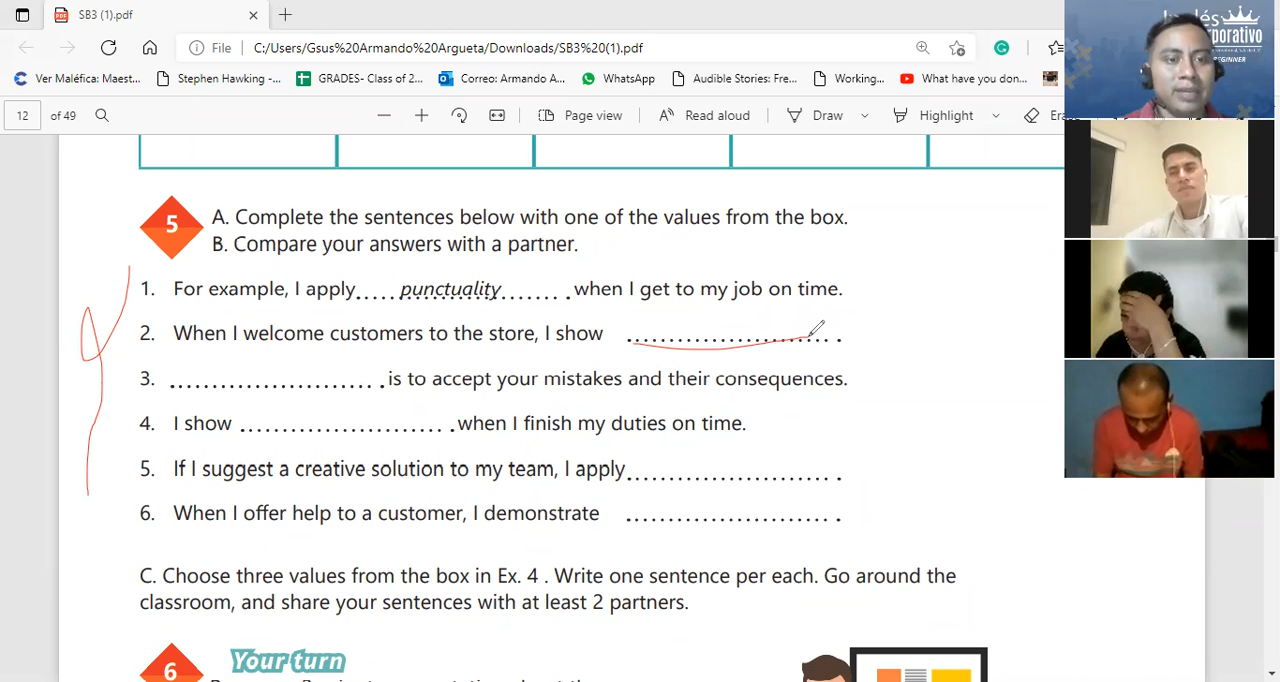 SB3 (1).pdf
File C:/Users/Gsus%20Armando%20Argueta/Downloads/SB3%20(1).pdf
Ver Maléfica: Maest... Stephen Hawking -... GRADES- Class of 2... Correo: Armando A... WhatsApp Audible Stories: Fre... Working... What have you don...
12 of 49 Page view Read aloud Draw Highlight Era
5
A. Complete the sentences below with one of the values from the box.
B. Compare your answers with a partner.
1. For example, I apply.....punctuality........when I get to my job on time.
2. When I welcome customers to the store, I show .........................
3. .........................is to accept your mistakes and their consequences.
4. I show .........................when I finish my duties on time.
5. If I suggest a creative solution to my team, I apply.........................
6. When I offer help to a customer, I demonstrate .........................
C. Choose three values from the box in Ex. 4 . Write one sentence per each. Go around the
classroom, and share your sentences with at least 2 partners.
6 Your turn